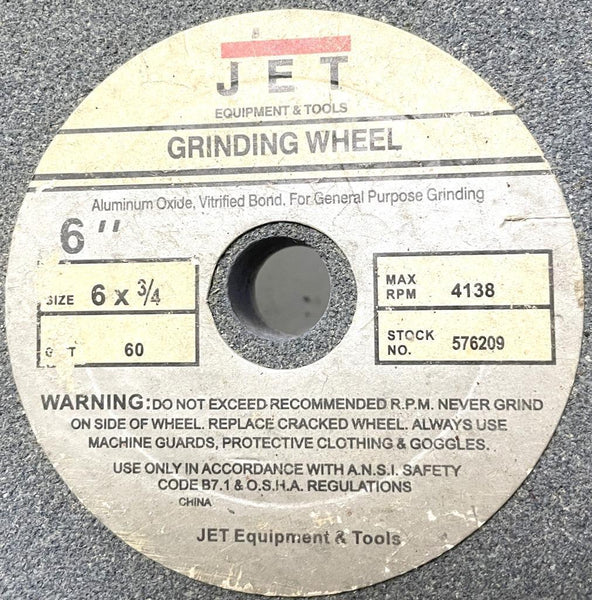 JET
EQUIPMENT & TOOLS
GRINDING WHEEL
Aluminum Oxide, Vitrified Bond. For General Purpose Grinding
6"
SIZE 6 x 3/4
60
MAX RPM 4138
STOCK NO. 576209
WARNING: DO NOT EXCEED RECOMMENDED R.P.M. NEVER GRIND
ON SIDE OF WHEEL. REPLACE CRACKED WHEEL. ALWAYS USE
MACHINE GUARDS, PROTECTIVE CLOTHING & GOGGLES.
USE ONLY IN ACCORDANCE WITH A.N.S.I. SAFETY
CODE B7.1 & O.S.H.A. REGULATIONS
CHINA
JET Equipment & Tools